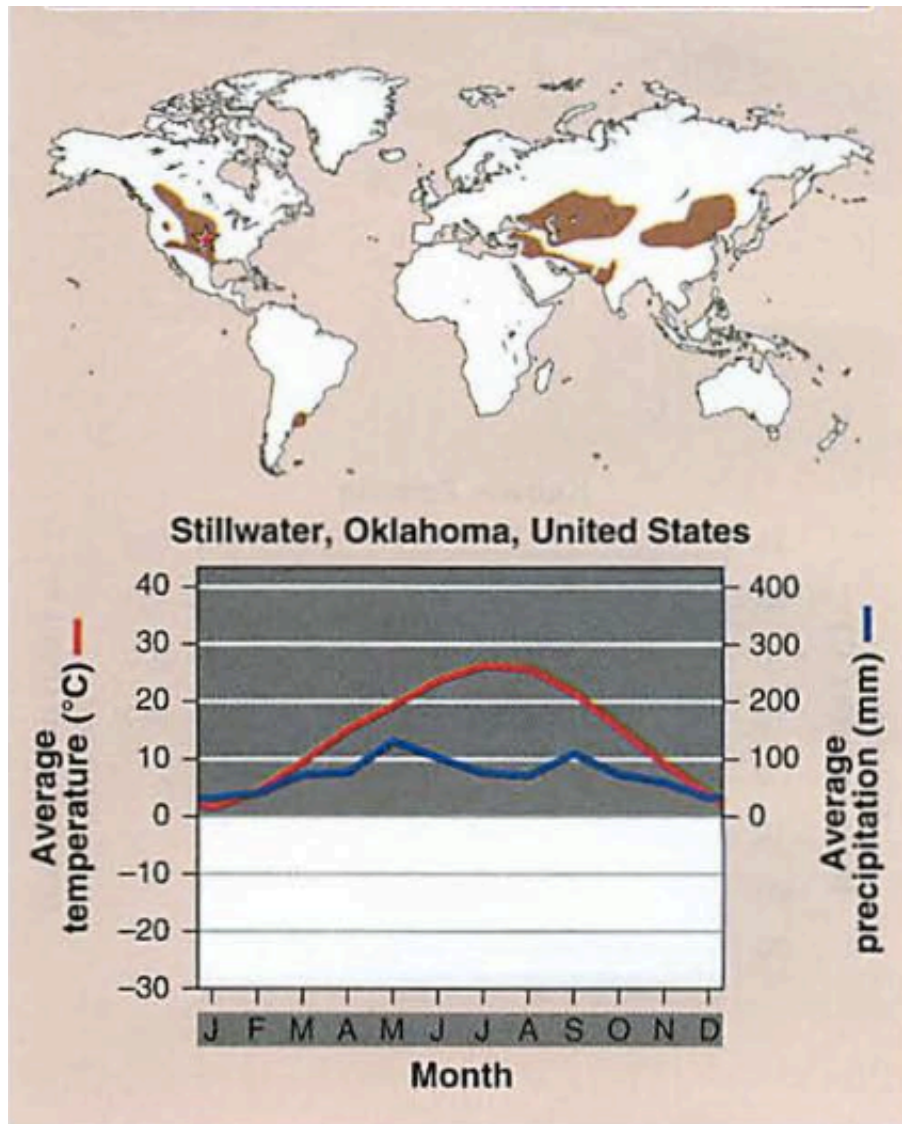 Stillwater, Oklahoma, United States
Average
temperature (°C)
40
30
20
10
0
–10
–20
–30
400
300
200
100
0
Average
precipitation (mm)
J F M A M J J A S O N D
Month